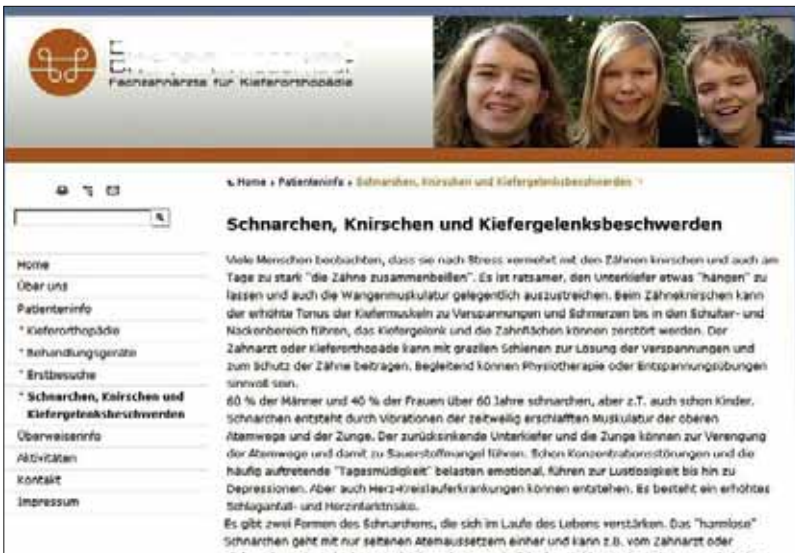 Fachzahnärzte für Kieferorthopädie
Home Patienteninfo Schnarchen, Knirschen und Kiefergelenksbeschwerden
Schnarchen, Knirschen und Kiefergelenksbeschwerden
Home
Über uns
Patienteninfo
Kieferorthopädie
Behandlungsgeräte
Erstbesuche
Schnarchen, Knirschen und
Kiefergelenksbeschwerden
Überweiserinfo
Aktivitäten
Kontakt
Impressum
Viele Menschen beobachten, dass sie nach Stress vermehrt mit den Zähnen knirschen und auch am
Tage zu stark "die Zähne zusammenbeißen". Es ist ratsamer, den Unterkiefer etwas "hängen" zu
lassen und auch die Wangenmuskulatur gelegentlich auszustreichen. Beim Zähneknirschen kann
der erhöhte Tonus der Kiefermuskeln zu Verspannungen und Schmerzen bis in den Schulter- und
Nackenbereich führen, das Kiefergelenk und die Zahnflächen können zerstört werden. Der
Zahnarzt oder Kieferorthopäde kann mit grazilen Schienen zur Lösung der Verspannungen und
zum Schutz der Zähne beitragen. Begleitend können Physiotherapie oder Entspannungsübungen
sinnvoll sein.
60 % der Männer und 40 % der Frauen über 60 Jahre schnarchen, aber z.T. auch schon Kinder.
Schnarchen entsteht durch Vibrationen der zeitweilig erschlafften Muskulatur der oberen
Atemwege und der Zunge. Der zurücksinkende Unterkiefer und die Zunge können zur Verengung
der Atemwege und damit zu Sauerstoffmangel führen. Schon Konzentrationsstörungen und die
häufig auftretende "Tagesmüdigkeit" belasten emotional, führen zur Lustlosigkeit bis hin zu
Depressionen. Aber auch Herz-Kreislauferkrankungen können entstehen. Es besteht ein erhöhtes
Schlaganfall- und Herzinfarktrisiko.
Es gibt zwei Formen des Schnarchens, die sich im Laufe des Lebens verstärken. Das "harmlose"
Schnarchen geht mit nur seltenen Atemaussetzern einher und kann z.B. vom Zahnarzt oder